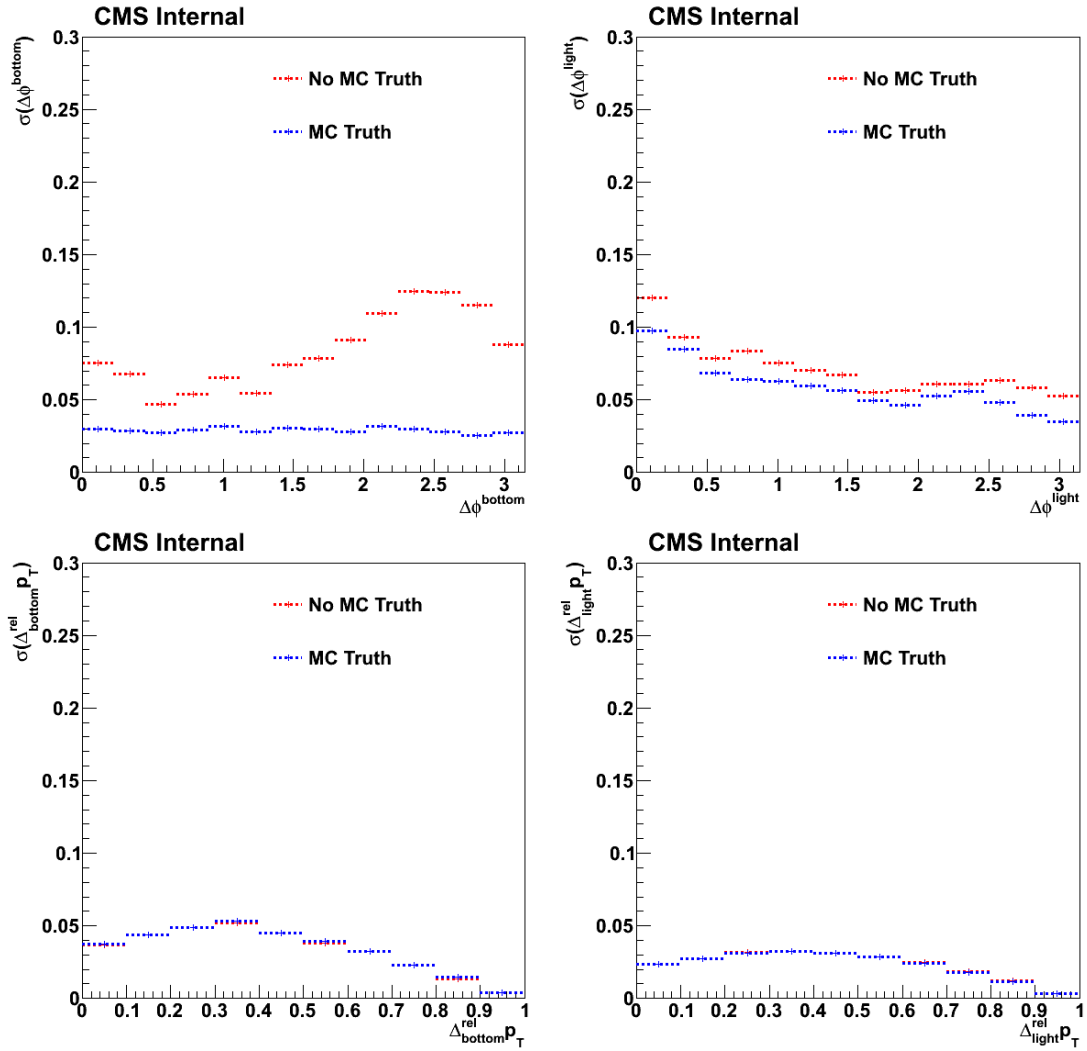 CMS Internal
σ(Δϕ^bottom)
0.3
0.25
0.2
0.15
0.1
0.05
0
No MC Truth
MC Truth
0 0.5 1 1.5 2 2.5 3
Δϕ^bottom
CMS Internal
σ(Δϕ^light)
0.3
0.25
0.2
0.15
0.1
0.05
0
No MC Truth
MC Truth
0 0.5 1 1.5 2 2.5 3
Δϕ^light
CMS Internal
σ(Δ^rel_bottom p_T)
0.3
0.25
0.2
0.15
0.1
0.05
0
No MC Truth
MC Truth
0 0.1 0.2 0.3 0.4 0.5 0.6 0.7 0.8 0.9 1
Δ^rel_bottom p_T
CMS Internal
σ(Δ^rel_light p_T)
0.3
0.25
0.2
0.15
0.1
0.05
0
No MC Truth
MC Truth
0 0.1 0.2 0.3 0.4 0.5 0.6 0.7 0.8 0.9 1
Δ^rel_light p_T